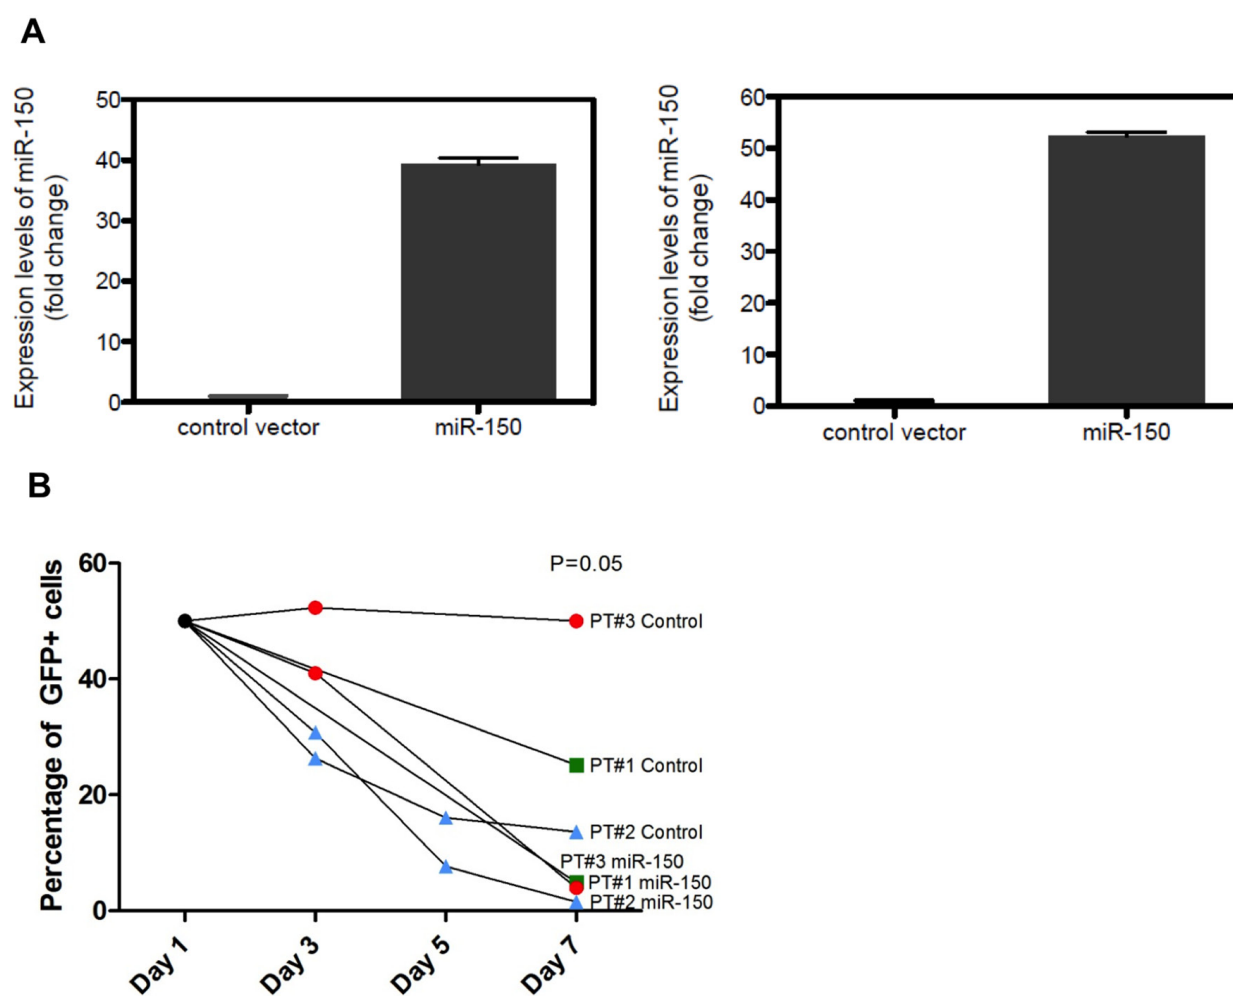 A
Expression levels of miR-150
(fold change)
50
40
30
20
10
0
control vector
miR-150
Expression levels of miR-150
(fold change)
60
50
40
30
20
10
0
control vector
miR-150
B
Percentage of GFP+ cells
60
40
20
0
P=0.05
PT#3 Control
PT#1 Control
PT#2 Control
PT#3 miR-150
PT#1 miR-150
PT#2 miR-150
Day 1
Day 3
Day 5
Day 7